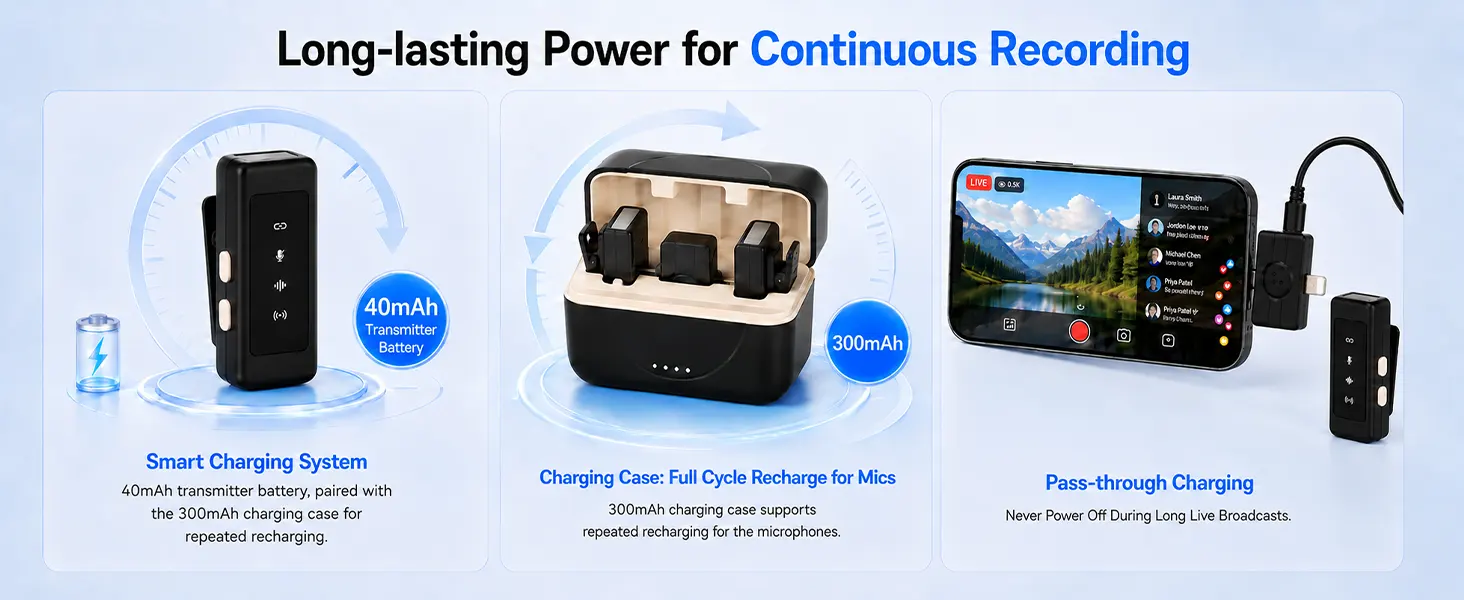 Long-lasting Power for Continuous Recording
40mAh
Transmitter
Battery
Smart Charging System
40mAh transmitter battery, paired with
the 300mAh charging case for
repeated recharging.
300mAh
Charging Case: Full Cycle Recharge for Mics
300mAh charging case supports
repeated recharging for the microphones.
LIVE
0.5K
Laura Smith
Michael Chen
Priya Patel
Priya Patel
Pass-through Charging
Never Power Off During Long Live Broadcasts.